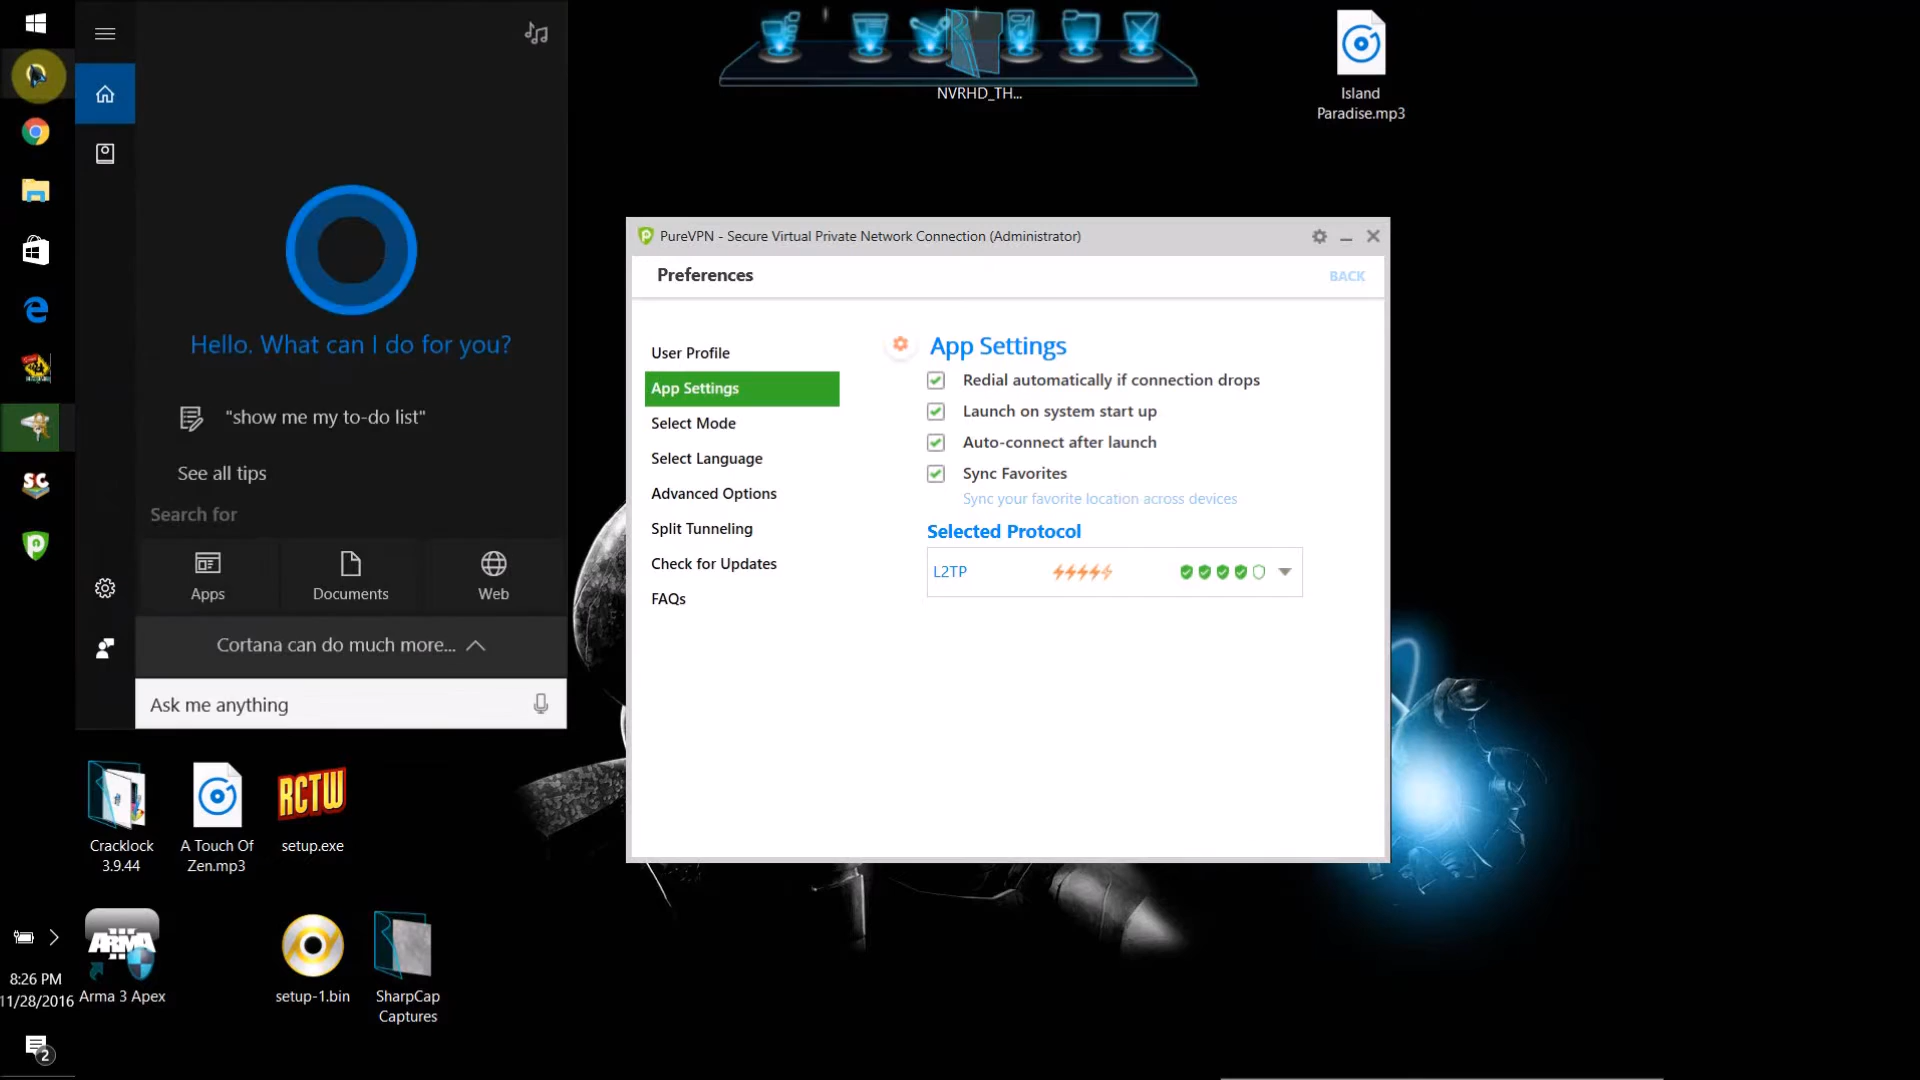 NVRHD_TH...
Island
Paradise.mp3
Hello. What can I do for you?
"show me my to-do list"
See all tips
Search for
Apps
Documents
Web
Cortana can do much more...
Ask me anything
PureVPN - Secure Virtual Private Network Connection (Administrator)
Preferences
BACK
User Profile
App Settings
Select Mode
Select Language
Advanced Options
Split Tunneling
Check for Updates
FAQs
App Settings
Redial automatically if connection drops
Launch on system start up
Auto-connect after launch
Sync Favorites
Sync your favorite location across devices
Selected Protocol
L2TP
SC
RCTW
Cracklock
3.9.44
A Touch Of
Zen.mp3
setup.exe
ARMA
III
Arma 3 Apex
setup-1.bin
SharpCap
Captures
8:26 PM
11/28/2016
2